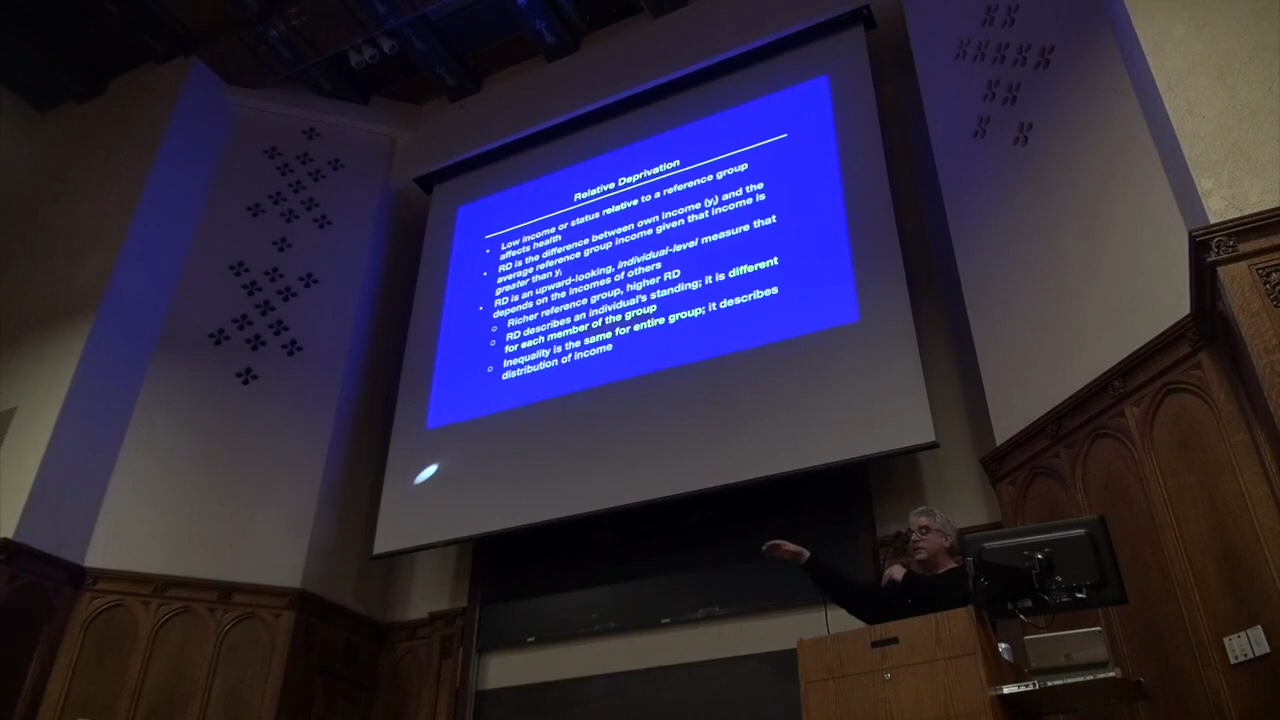 Relative Deprivation
• Low income or status relative to a reference group
affects health
• RD is the difference between own income (yi) and the
average reference group income given that income is
greater than yi
• RD is an upward-looking, individual-level measure that
depends on the incomes of others
○ Richer reference group, higher RD
○ RD describes an individual's standing; it is different
for each member of the group
○ Inequality is the same for entire group; it describes
distribution of income